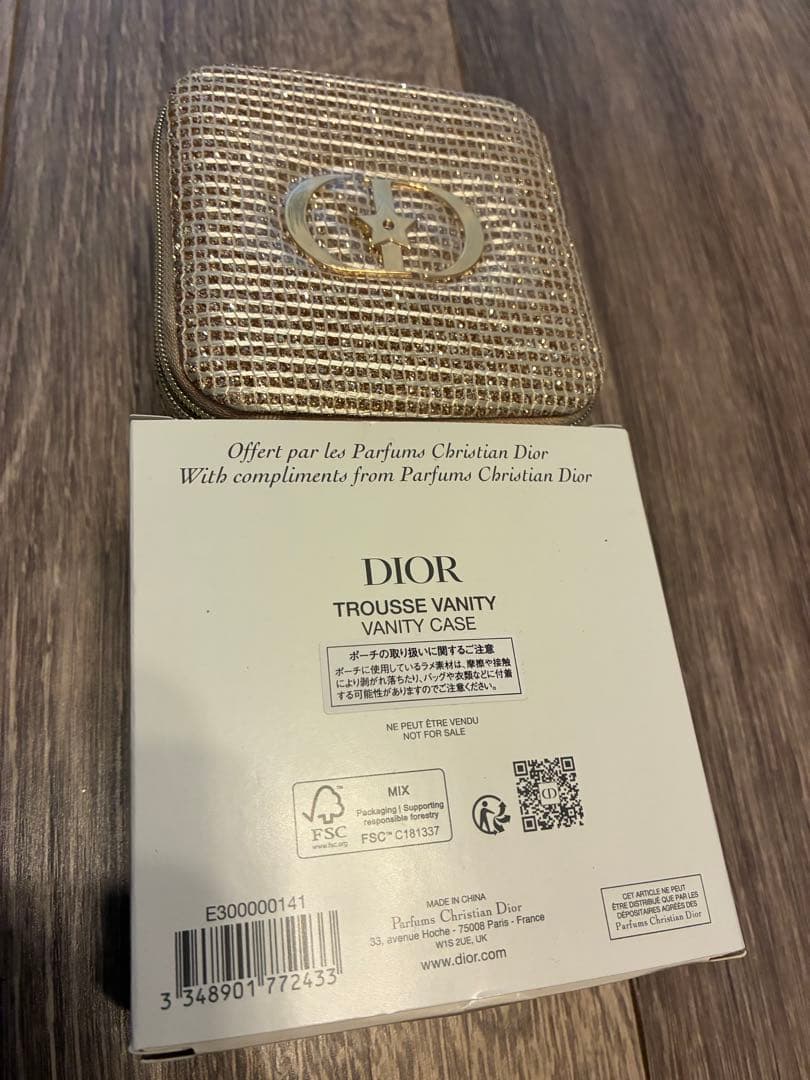 Offert par les Parfums Christian Dior
With compliments from Parfums Christian Dior
DIOR
TROUSSE VANITY
VANITY CASE
ポーチの取り扱いに関するご注意
ポーチに使用しているラメ素材は、摩擦や接触
により剥がれ落ちたり、バッグや衣類などに付着
する可能性がありますのでご注意ください。
NE PEUT ÊTRE VENDU
NOT FOR SALE
FSC
www.fsc.org
MIX
Packaging | Supporting
responsible forestry
FSC™ C181337
E300000141
3 348901 772433
MADE IN CHINA
Parfums Christian Dior
33, avenue Hoche - 75008 Paris - France
W1S 2UE, UK
www.dior.com
CET ARTICLE NE PEUT
ÊTRE DISTRIBUÉ QUE PAR LES
DÉPOSITAIRES AGRÉÉS DES
Parfums Christian Dior